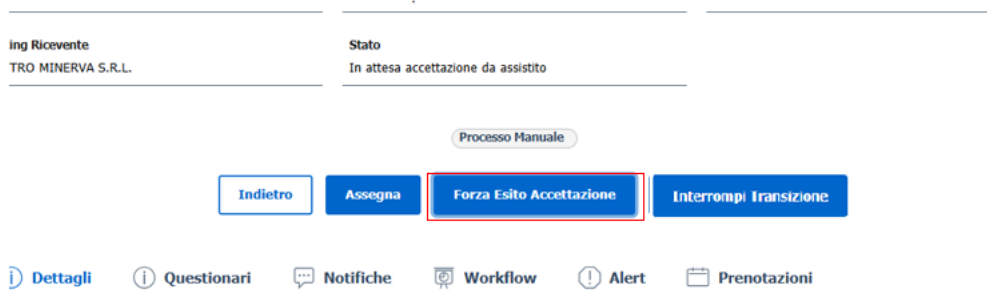 ing Ricevente
Stato
TRO MINERVA S.R.L.
In attesa accettazione da assistito
Processo Manuale
Indietro
Assegna
Forza Esito Accettazione
Interrompi Transizione
Dettagli
Questionari
Notifiche
Workflow
Alert
Prenotazioni